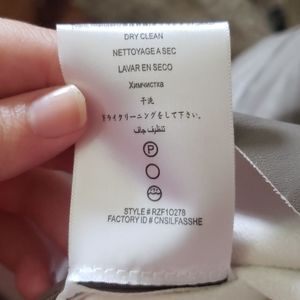 DRY CLEAN
NETTOYAGE A SEC
LAVAR EN SECO
Химчистка
干洗
ドライクリーニングをして下さい。
تنظيف جاف
P
STYLE # RZF1O278
FACTORY ID # CNSILFASSHE